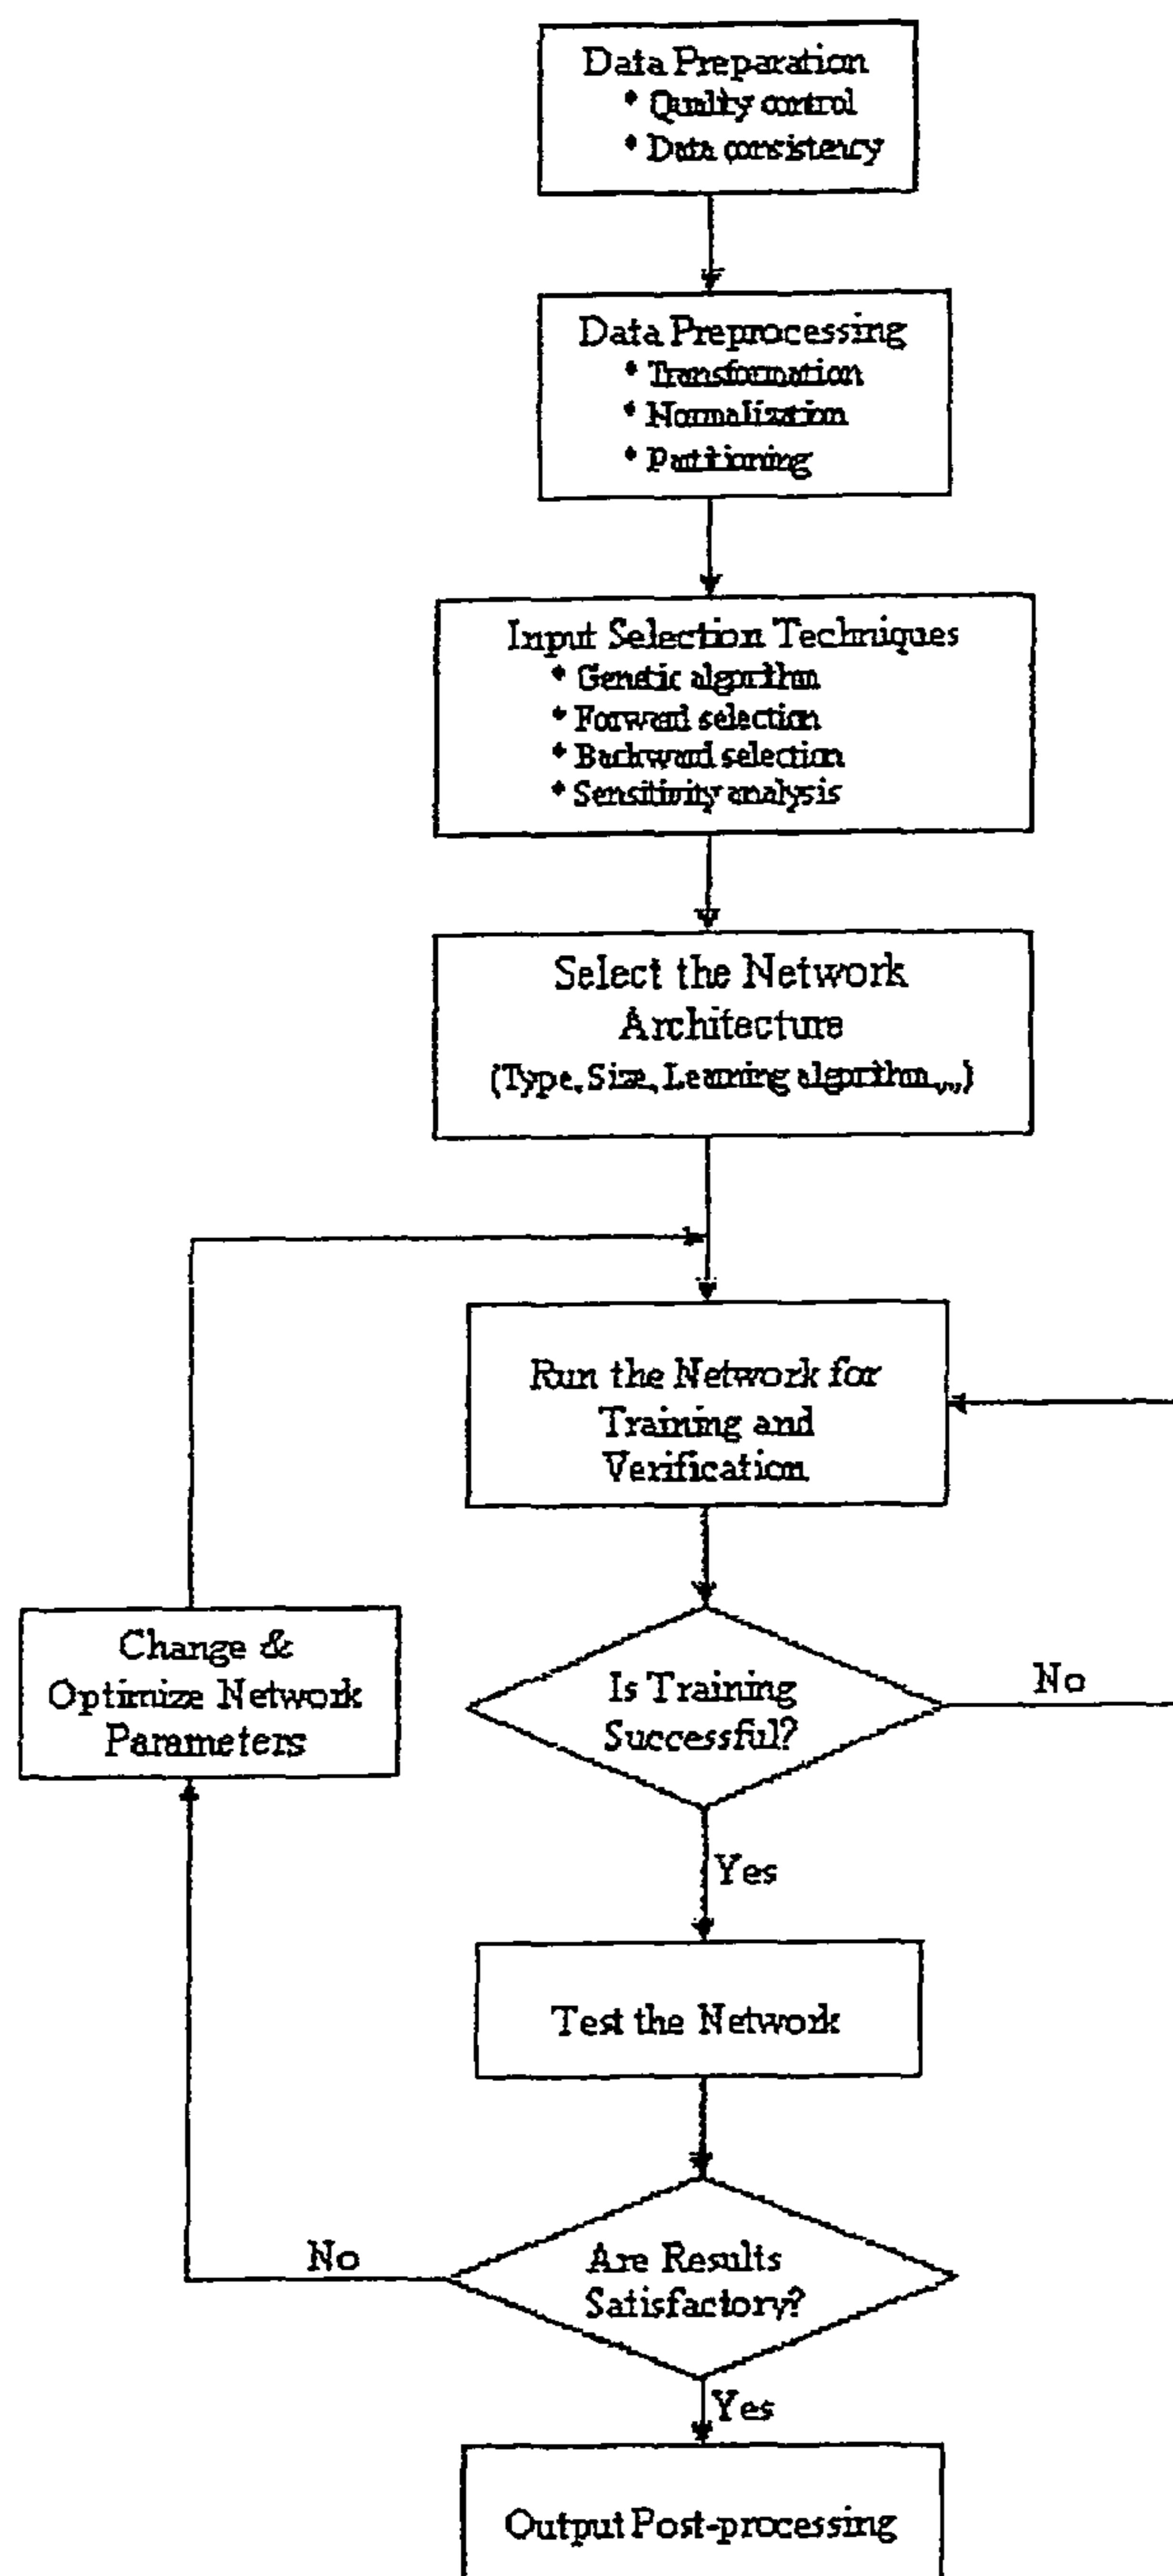 Data Preparation
* Quality control
* Data consistency
Data Preprocessing
* Transformation
* Normalization
* Partitioning
Input Selection Techniques
* Genetic algorithm
* Forward selection
* Backward selection
* Sensitivity analysis
Select the Network
Architecture
(Type, Size, Learning algorithm,,,,)
Run the Network for
Training and
Verification
Change &
Optimize Network
Parameters
Is Training
Successful?
No
Yes
Test the Network
Are Results
Satisfactory?
No
Yes
Output Post-processing